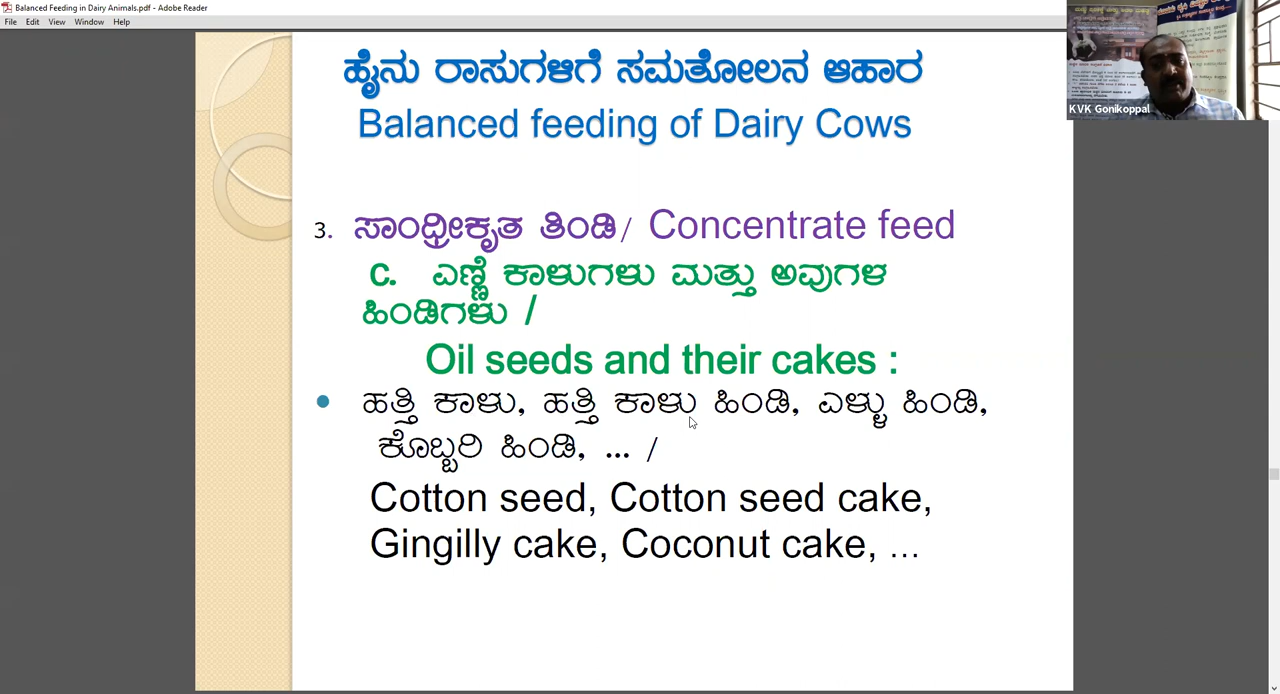 Balanced Feeding in Dairy Animals.pdf - Adobe Reader
File Edit View Window Help
KVK Gonikoppal
ಹೈನು ರಾಸುಗಳಿಗೆ ಸಮತೋಲನ ಆಹಾರ
Balanced feeding of Dairy Cows
3. ಸಾಂಧ್ರೀಕೃತ ತಿಂಡಿ/ Concentrate feed
C. ಎಣ್ಣೆ ಕಾಳುಗಳು ಮತ್ತು ಅವುಗಳ
ಹಿಂಡಿಗಳು /
Oil seeds and their cakes :
• ಹತ್ತಿ ಕಾಳು, ಹತ್ತಿ ಕಾಳು ಹಿಂಡಿ, ಎಳ್ಳು ಹಿಂಡಿ,
ಕೊಬ್ಬರಿ ಹಿಂಡಿ, ... /
Cotton seed, Cotton seed cake,
Gingilly cake, Coconut cake, ...